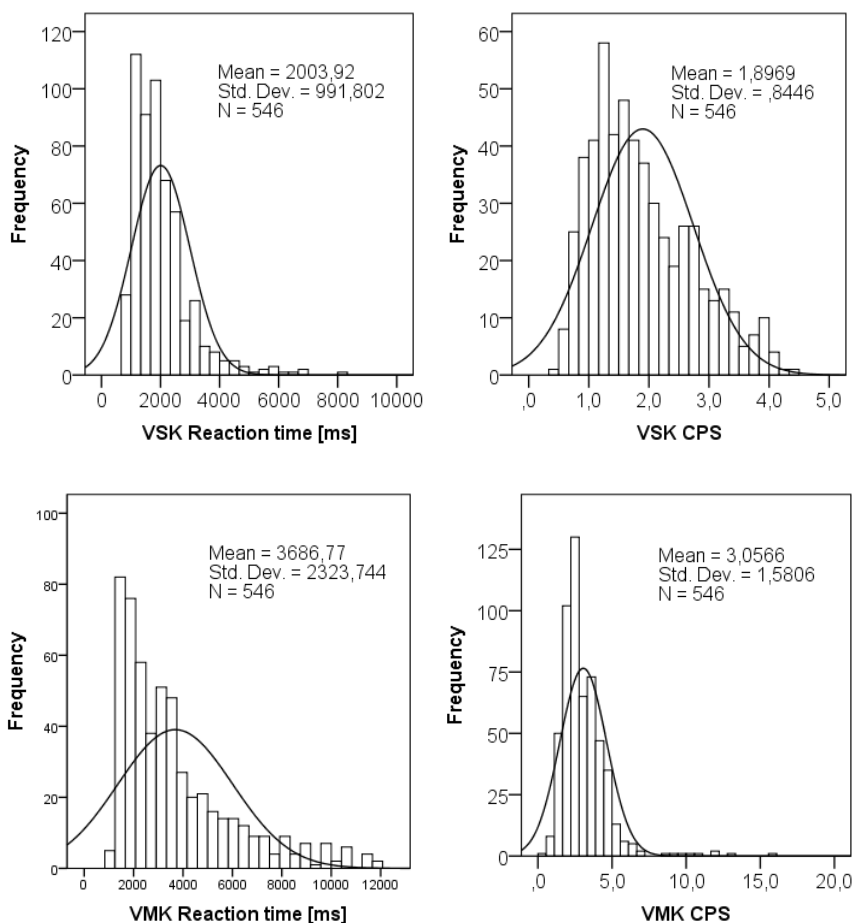 120
100
80
60
40
20
0
Frequency
Mean = 2003,92
Std. Dev. = 991,802
N = 546
0 2000 4000 6000 8000 10000
VSK Reaction time [ms]
60
50
40
30
20
10
0
Frequency
Mean = 1,8969
Std. Dev. = ,8446
N = 546
,0 1,0 2,0 3,0 4,0 5,0
VSK CPS
100
80
60
40
20
0
Frequency
Mean = 3686,77
Std. Dev. = 2323,744
N = 546
0 2000 4000 6000 8000 10000 12000
VMK Reaction time [ms]
125
100
75
50
25
0
Frequency
Mean = 3,0566
Std. Dev. = 1,5806
N = 546
,0 5,0 10,0 15,0 20,0
VMK CPS